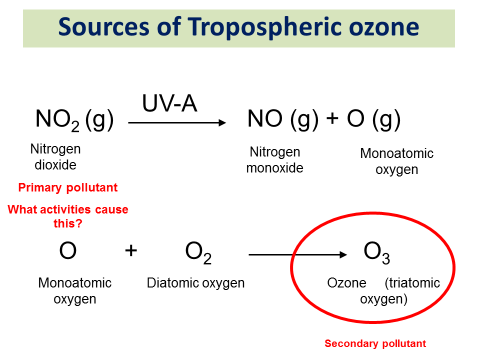 Sources of Tropospheric ozone
NO₂ (g) UV-A NO (g) + O (g)
Nitrogen dioxide Nitrogen monoxide Monoatomic oxygen
Primary pollutant
What activities cause this?
O + O₂ O₃
Monoatomic oxygen Diatomic oxygen Ozone (triatomic oxygen)
Secondary pollutant